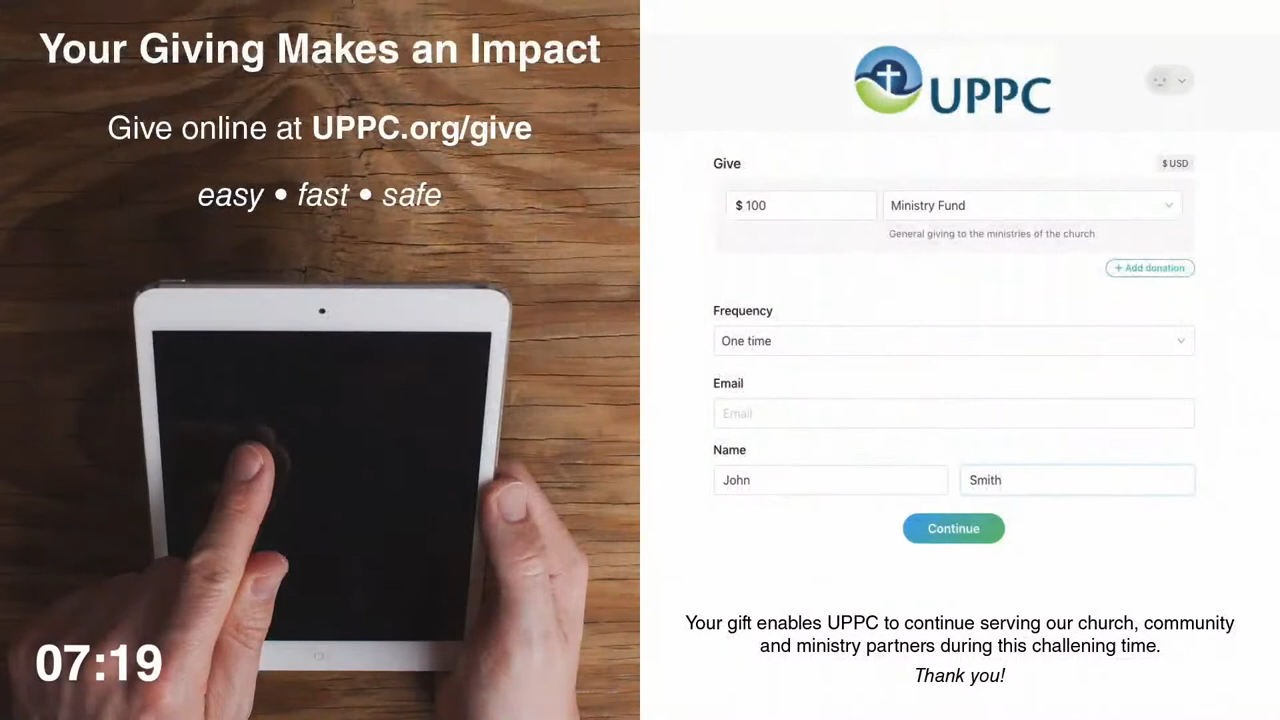 Your Giving Makes an Impact
Give online at UPPC.org/give
easy • fast • safe
07:19
UPPC
Give
$ USD
$ 100
Ministry Fund
General giving to the ministries of the church
+ Add donation
Frequency
One time
Email
Email
Name
John
Smith
Continue
Your gift enables UPPC to continue serving our church, community
and ministry partners during this challening time.
Thank you!